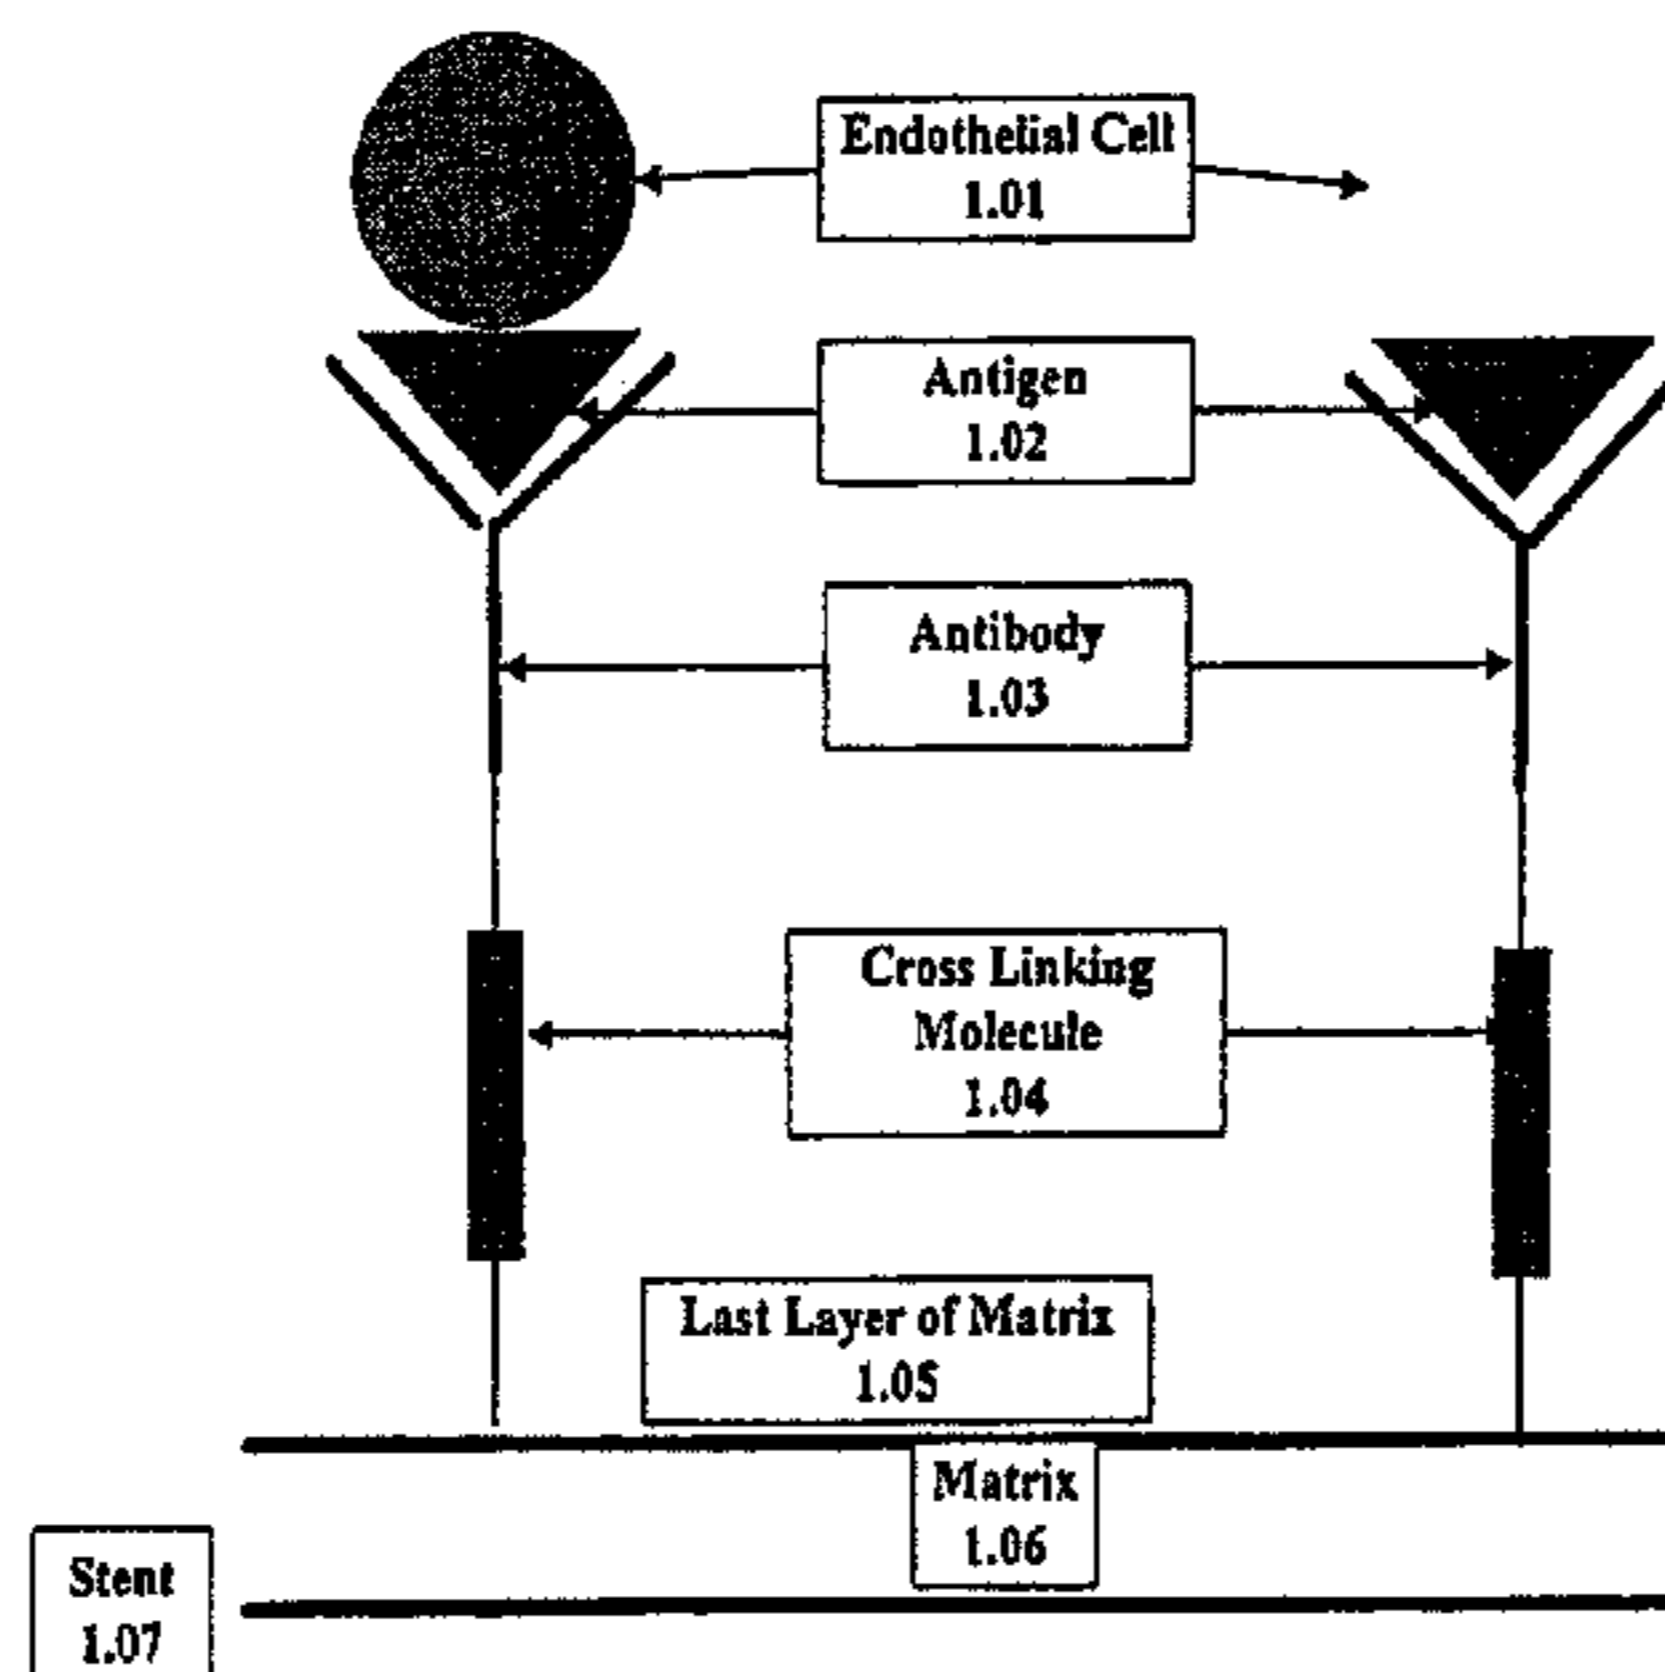 Endothelial Cell
1.01
Antigen
1.02
Antibody
1.03
Cross Linking
Molecule
1.04
Last Layer of Matrix
1.05
Matrix
1.06
Stent
1.07